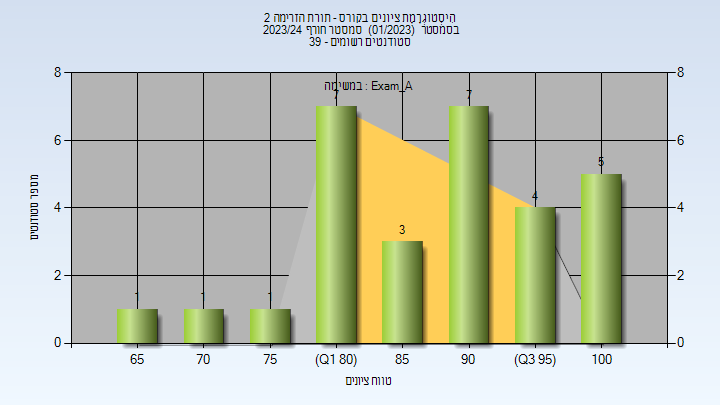 היסטוגרמת ציונים בקורס - תורת הזרימה 2
בסמסטר (01/2023) סמסטר חורף 2023/24
סטודנטים רשומים - 39
במשימה : Exam_A
8 8
7 7
6 6
5
4 4 4
3
2 2
1 1 1
0 0
65 70 75 (Q1 80) 85 90 (Q3 95) 100
מספר סטודנטים
טווח ציונים